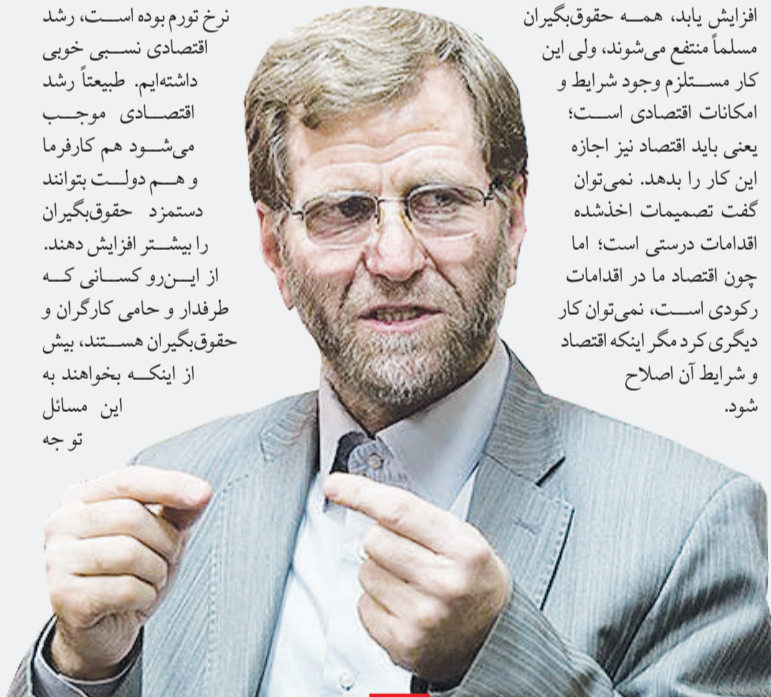 افزایش یابد، همه حقوق‌بگیران
مسلماً منتفع می‌شوند، ولی این
کار مستلزم وجود شرایط و
امکانات اقتصادی است؛
یعنی باید اقتصاد نیز اجازه
این کار را بدهد. نمی‌توان
گفت تصمیمات اخذشده
اقدامات درستی است؛ اما
چون اقتصاد ما در اقدامات
رکودی است، نمی‌توان کار
دیگری کرد مگر اینکه اقتصاد
و شرایط آن اصلاح
شود.
نرخ تورم بوده است، رشد
اقتصادی نسبی خوبی
داشته‌ایم. طبیعتاً رشد
اقتصادی موجب
می‌شود هم کارفرما
و هم دولت بتوانند
دستمزد حقوق‌بگیران
را بیشتر افزایش دهند.
از این‌رو کسانی که
طرفدار و حامی کارگران و
حقوق‌بگیران هستند، بیش
از اینکه بخواهند به
این مسائل
توجه